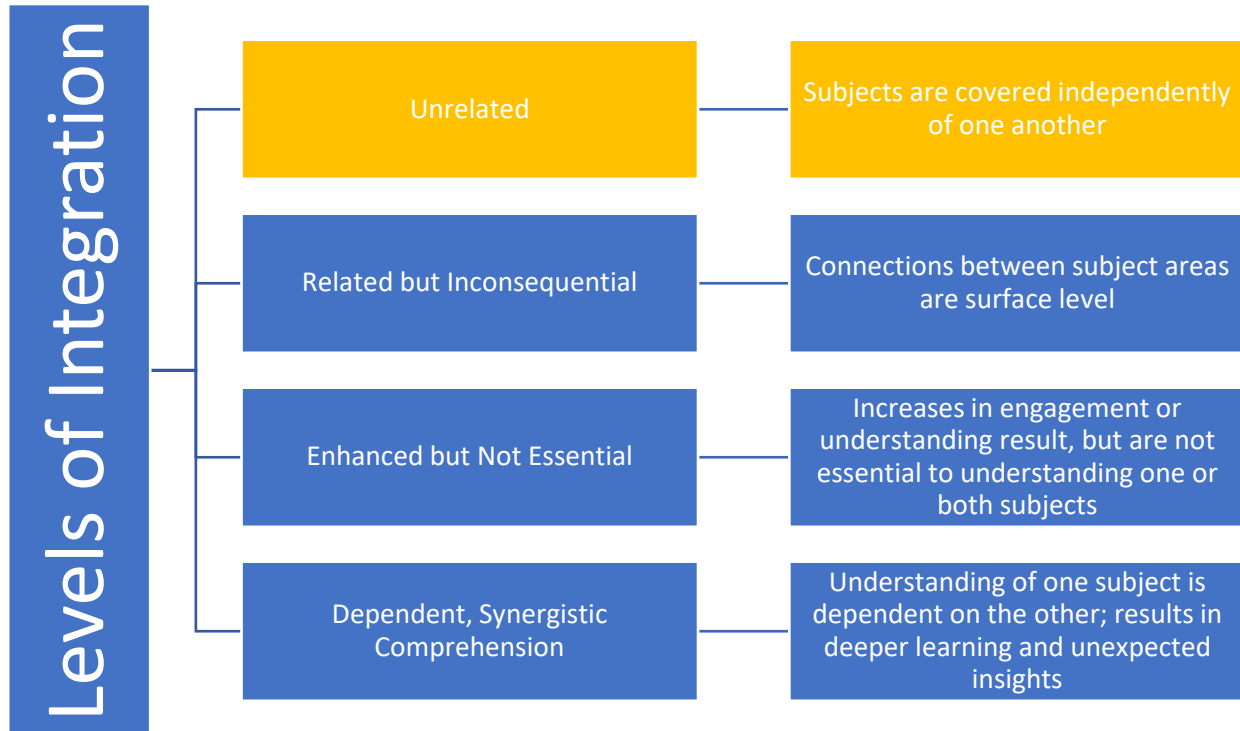 Levels of Integration
Unrelated
Subjects are covered independently
of one another
Related but Inconsequential
Connections between subject areas
are surface level
Enhanced but Not Essential
Increases in engagement or
understanding result, but are not
essential to understanding one or
both subjects
Dependent, Synergistic
Comprehension
Understanding of one subject is
dependent on the other; results in
deeper learning and unexpected
insights